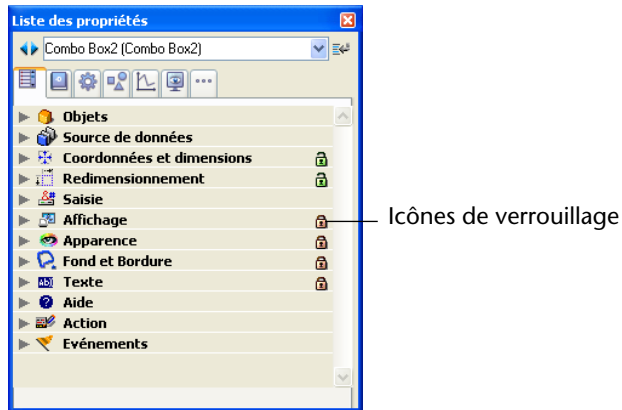 Liste des propriétés
Combo Box2 (Combo Box2)
Objets
Source de données
Coordonnées et dimensions
Redimensionnement
Saisie
Affichage
Icônes de verrouillage
Apparence
Fond et Bordure
Texte
Aide
Action
Evénements